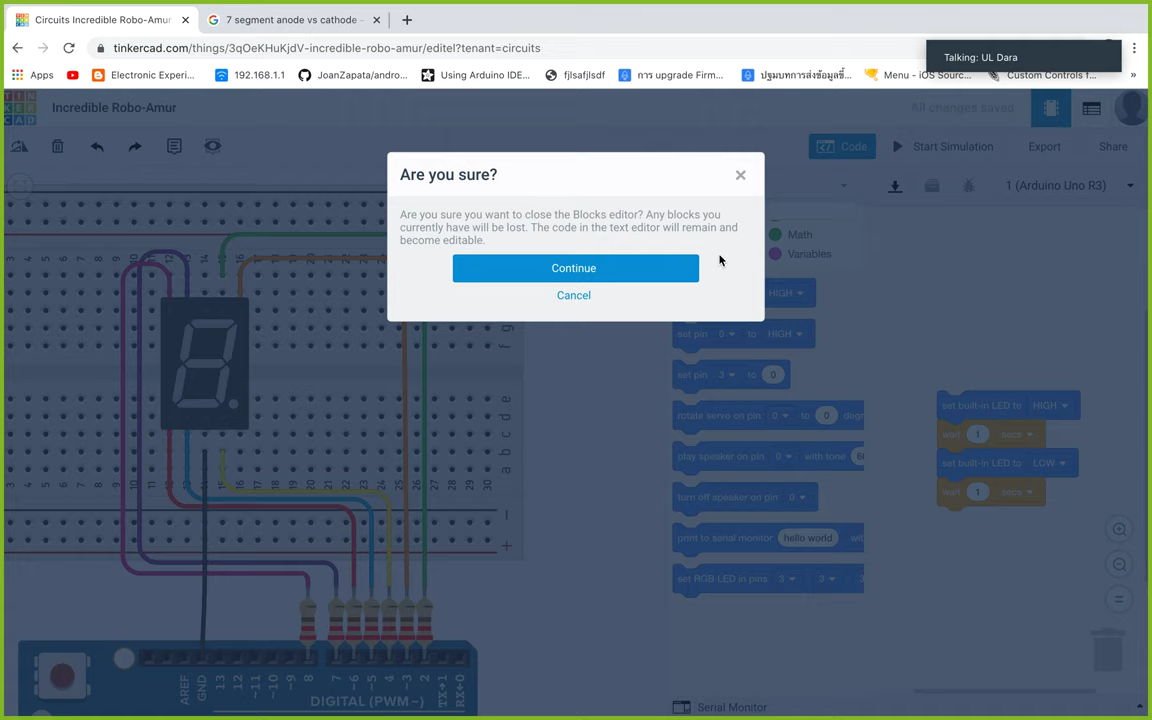 Circuits Incredible Robo-Amur
7 segment anode vs cathode -
tinkercad.com/things/3qOeKHuKjdV-incredible-robo-amur/editel?tenant=circuits
Talking: UL Dara
Apps
Electronic Experi...
192.168.1.1
JoanZapata/andro...
Using Arduino IDE...
fjlsafjlsdf
การ upgrade Firm...
ปฐมบทการส่งข้อมูลขึ้...
Menu - iOS Sourc...
Custom Controls f...
TIN
KER
CAD
Incredible Robo-Amur
All changes saved
Code
Start Simulation
Export
Share
1 (Arduino Uno R3)
Are you sure?
Are you sure you want to close the Blocks editor? Any blocks you
currently have will be lost. The code in the text editor will remain and
become editable.
Continue
Cancel
Math
Variables
HIGH
set pin 0 to HIGH
set pin 3 to 0
rotate servo on pin 0 to 0 degr
play speaker on pin 0 with tone 60
turn off speaker on pin 0
print to serial monitor hello world wit
set RGB LED in pins 3 3 3
set built-in LED to HIGH
wait 1 secs
set built-in LED to LOW
wait 1 secs
f g
a b c d e
AREF
GND
13
12
~11
~10
~9
8
7
~6
~5
4
~3
2
TX→1
RX←0
DIGITAL (PWM~)
Serial Monitor